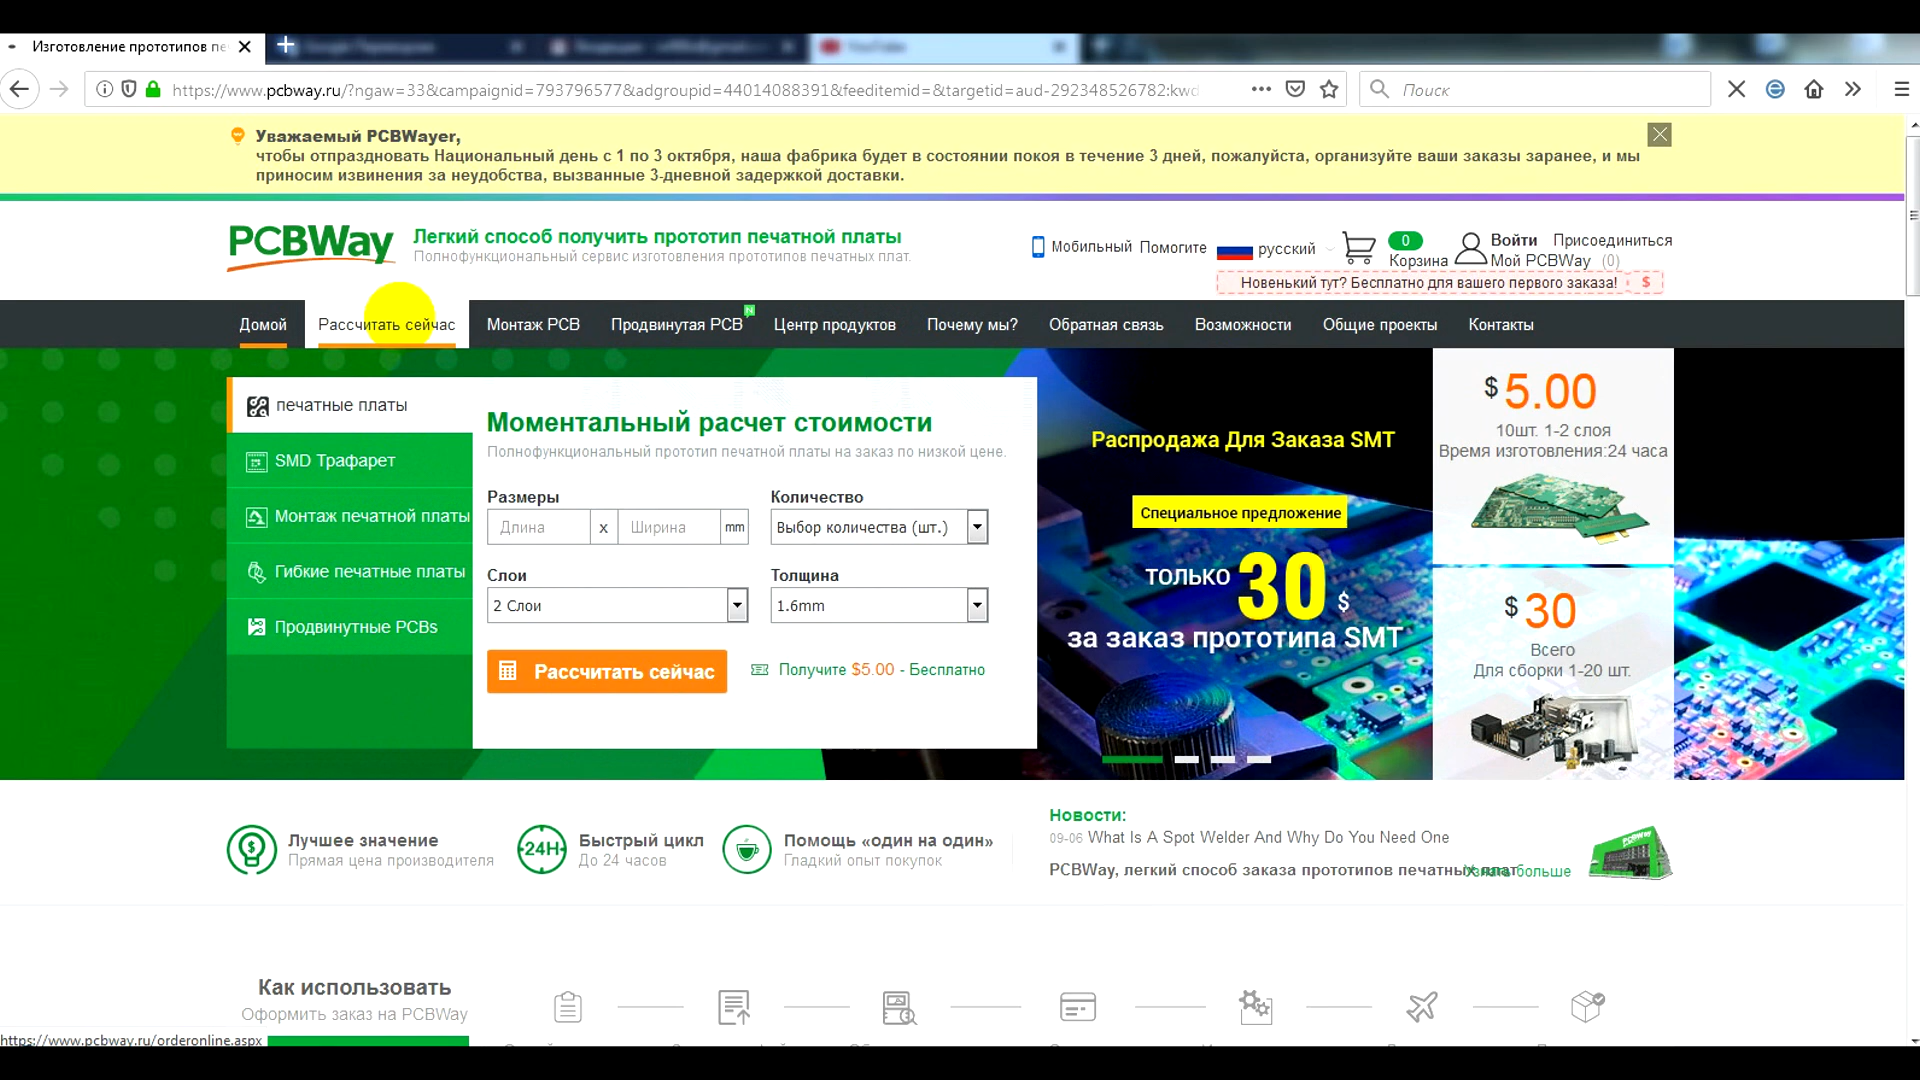 Изготовление прототипов пе
Google Переводчик
YouTube
https://www.pcbway.ru/?ngaw=33&campaignid=793796577&adgroupid=44014088391&feeditemid=&targetid=aud-292348526782:kwd
Поиск
Уважаемый PCBWayer,
чтобы отпраздновать Национальный день с 1 по 3 октября, наша фабрика будет в состоянии покоя в течение 3 дней, пожалуйста, организуйте ваши заказы заранее, и мы
приносим извинения за неудобства, вызванные 3-дневной задержкой доставки.
PCBWay
Легкий способ получить прототип печатной платы
Полнофункциональный сервис изготовления прототипов печатных плат.
Мобильный Помогите русский 0 Корзина
Войти Присоединиться
Мой PCBWay (0)
Новенький тут? Бесплатно для вашего первого заказа! $
Домой Рассчитать сейчас Монтаж PCB Продвинутая PCB N Центр продуктов Почему мы? Обратная связь Возможности Общие проекты Контакты
печатные платы
SMD Трафарет
Монтаж печатной платы
Гибкие печатные платы
Продвинутные PCBs
Моментальный расчет стоимости
Полнофункциональный прототип печатной платы на заказ по низкой цене.
Размеры Количество
Длина x Ширина mm Выбор количества (шт.)
Слои Толщина
2 Слои 1.6mm
Рассчитать сейчас Получите $5.00 - Бесплатно
Распродажа Для Заказа SMT
Специальное предложение
только 30 $
за заказ прототипа SMT
$ 5.00
10шт. 1-2 слоя
Время изготовления:24 часа
$ 30
Всего
Для сборки 1-20 шт.
Лучшее значение
Прямая цена производителя
24H
Быстрый цикл
До 24 часов
Помощь «один на один»
Гладкий опыт покупок
Новости:
09-06 What Is A Spot Welder And Why Do You Need One
PCBWay, легкий способ заказа прототипов печатных плат
Узнать больше
PCBWay
Как использовать
Оформить заказ на PCBWay
https://www.pcbway.ru/orderonline.aspx